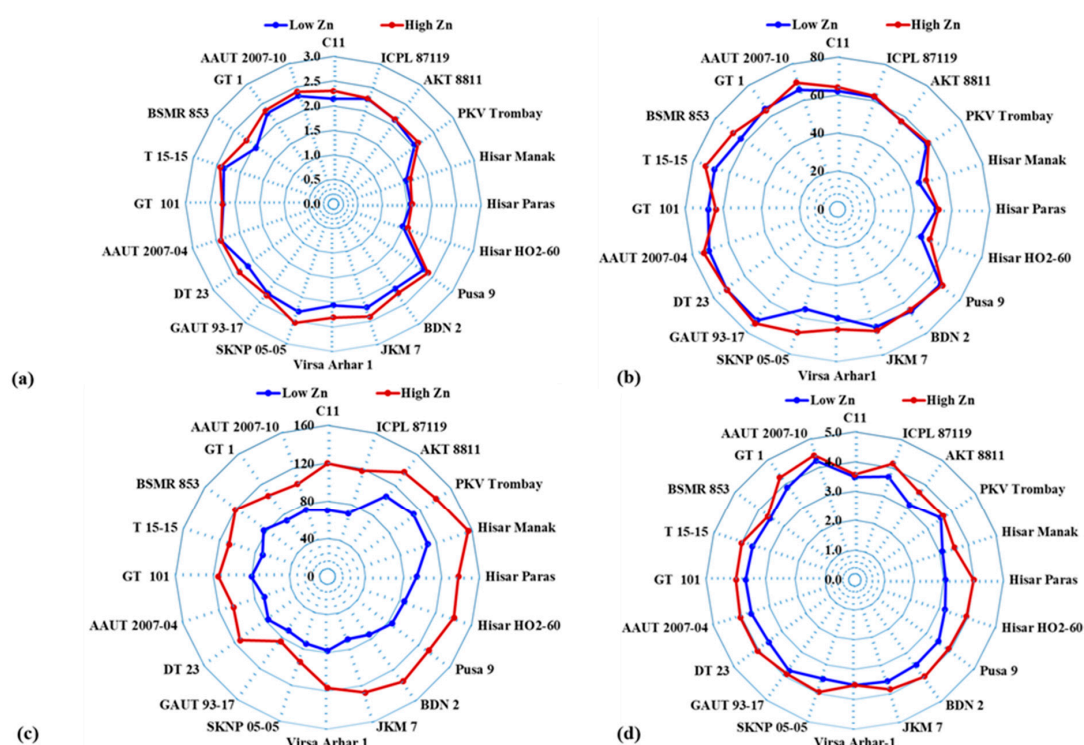 Low Zn High Zn
C11
ICPL 87119
AKT 8811
PKV Trombay
Hisar Manak
Hisar Paras
Hisar HO2-60
Pusa 9
BDN 2
JKM 7
Virsa Arhar 1
SKNP 05-05
GAUT 93-17
DT 23
AAUT 2007-04
GT 101
T 15-15
BSMR 853
GT 1
AAUT 2007-10
3.0
2.5
2.0
1.5
1.0
0.5
0.0
(a)
Low Zn High Zn
C11
ICPL 87119
AKT 8811
PKV Trombay
Hisar Manak
Hisar Paras
Hisar HO2-60
Pusa 9
BDN 2
JKM 7
Virsa Arhar1
SKNP 05-05
GAUT 93-17
DT 23
AAUT 2007-04
GT 101
T 15-15
BSMR 853
GT 1
AAUT 2007-10
80
60
40
20
0
(b)
Low Zn High Zn
C11
ICPL 87119
AKT 8811
PKV Trombay
Hisar Manak
Hisar Paras
Hisar HO2-60
Pusa 9
BDN 2
JKM 7
Virsa Arhar 1
SKNP 05-05
GAUT 93-17
DT 23
AAUT 2007-04
GT 101
T 15-15
BSMR 853
GT 1
AAUT 2007-10
160
120
80
40
0
(c)
Low Zn High Zn
C11
ICPL 87119
AKT 8811
PKV Trombay
Hisar Manak
Hisar Paras
Hisar HO2-60
Pusa 9
BDN 2
JKM 7
Virsa Arhar-1
SKNP 05-05
GAUT 93-17
DT 23
AAUT 2007-04
GT 101
T 15-15
BSMR 853
GT 1
AAUT 2007-10
5.0
4.0
3.0
2.0
1.0
0.0
(d)